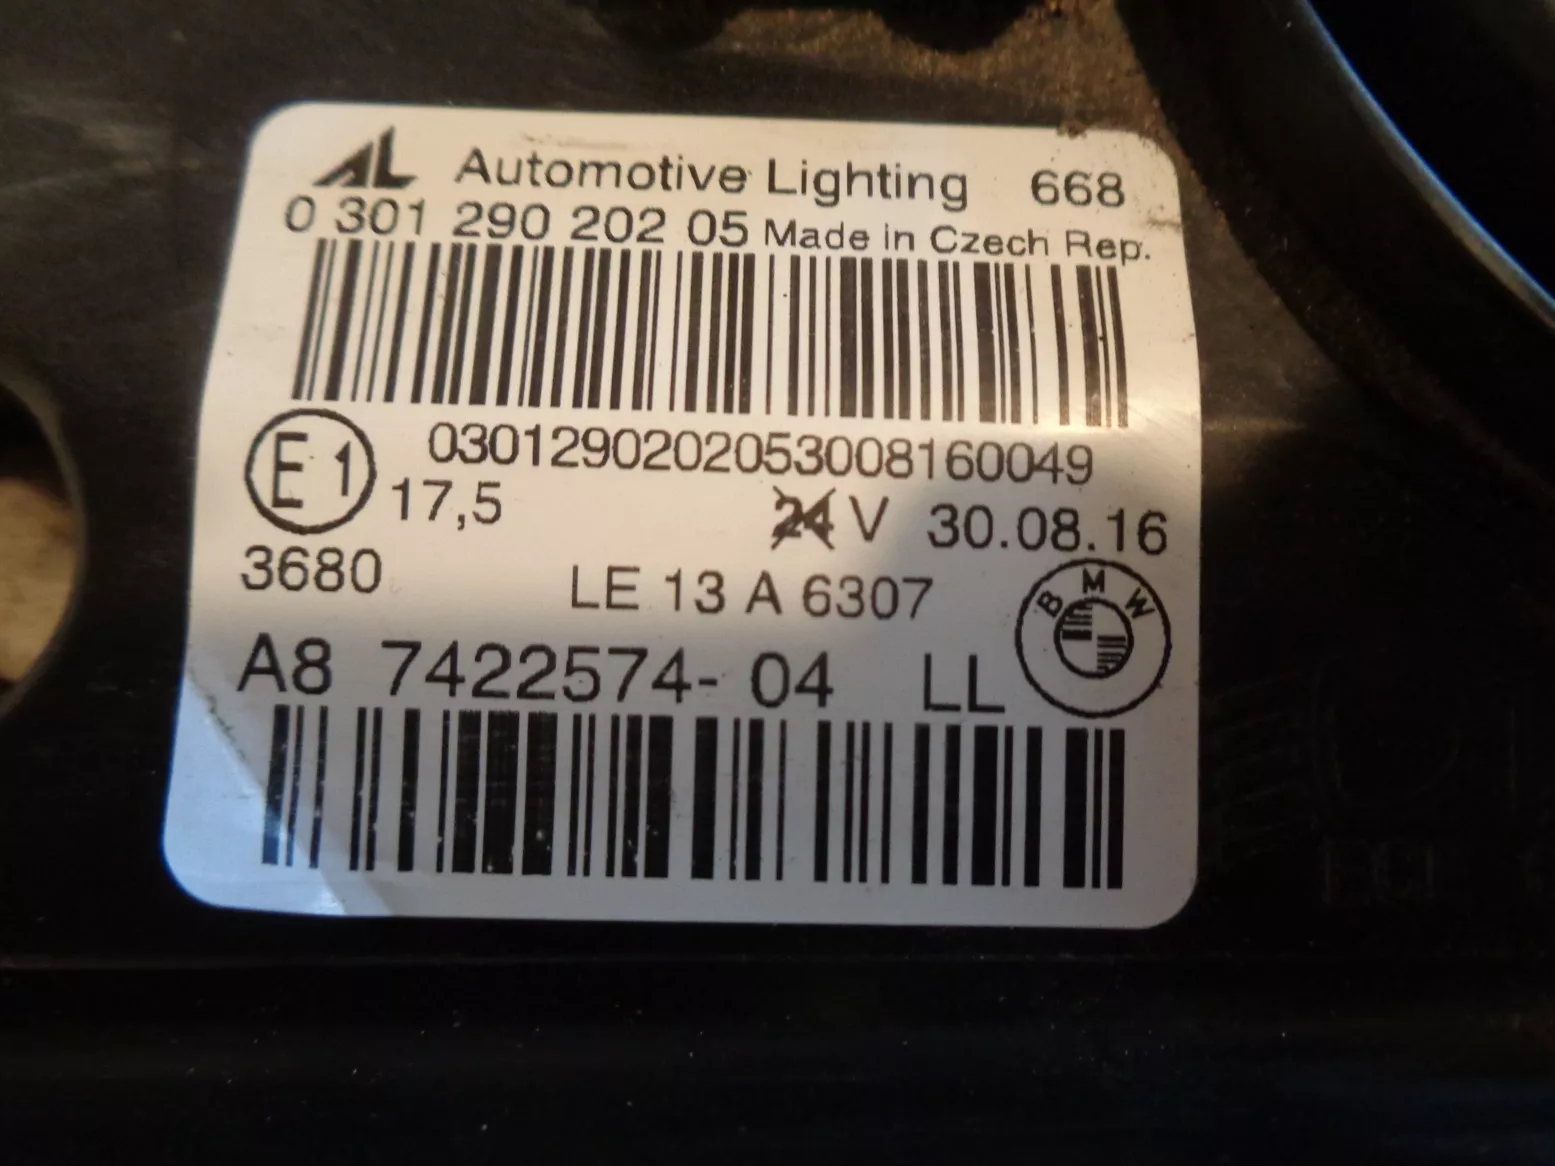 AL Automotive Lighting 668
0 301 290 202 05 Made in Czech Rep.
0301290202053008160049
E1 17,5 24 V 30.08.16
3680 LE 13 A 6307
BMW
A8 7422574-04 LL